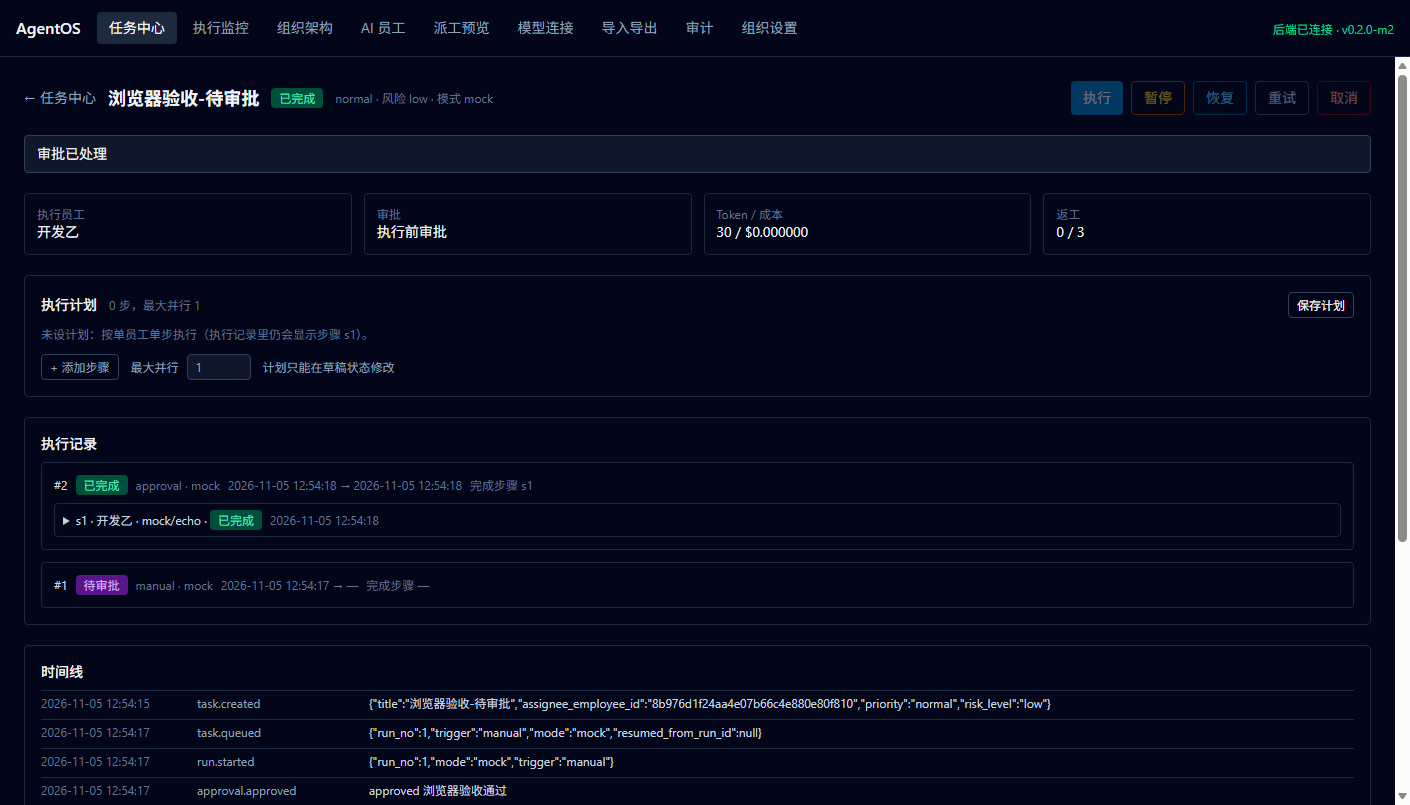 AgentOS 任务中心 执行监控 组织架构 AI 员工 派工预览 模型连接 导入导出 审计 组织设置 后端已连接 · v0.2.0-m2
← 任务中心 浏览器验收-待审批 已完成 normal · 风险 low · 模式 mock 执行 暂停 恢复 重试 取消
审批已处理
执行员工 审批 Token / 成本 返工
开发乙 执行前审批 30 / $0.000000 0 / 3
执行计划 0 步，最大并行 1 保存计划
未设计划：按单员工单步执行（执行记录里仍会显示步骤 s1）。
+ 添加步骤 最大并行 1 计划只能在草稿状态修改
执行记录
#2 已完成 approval · mock 2026-11-05 12:54:18 → 2026-11-05 12:54:18 完成步骤 s1
▶ s1 · 开发乙 · mock/echo · 已完成 2026-11-05 12:54:18
#1 待审批 manual · mock 2026-11-05 12:54:17 → — 完成步骤 —
时间线
2026-11-05 12:54:15 task.created {"title":"浏览器验收-待审批","assignee_employee_id":"8b976d1f24aa4e07b66c4e880e80f810","priority":"normal","risk_level":"low"}
2026-11-05 12:54:17 task.queued {"run_no":1,"trigger":"manual","mode":"mock","resumed_from_run_id":null}
2026-11-05 12:54:17 run.started {"run_no":1,"mode":"mock","trigger":"manual"}
2026-11-05 12:54:17 approval.approved approved 浏览器验收通过